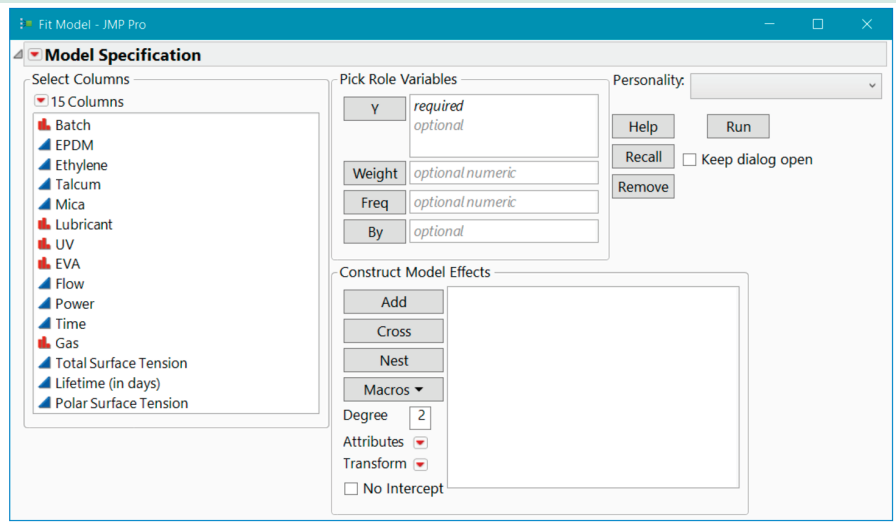 Fit Model - JMP Pro
Model Specification
Select Columns
15 Columns
Batch
EPDM
Ethylene
Talcum
Mica
Lubricant
UV
EVA
Flow
Power
Time
Gas
Total Surface Tension
Lifetime (in days)
Polar Surface Tension
Pick Role Variables
Y
required
optional
Weight
optional numeric
Freq
optional numeric
By
optional
Personality:
Help
Run
Recall
Keep dialog open
Remove
Construct Model Effects
Add
Cross
Nest
Macros
Degree 2
Attributes
Transform
No Intercept